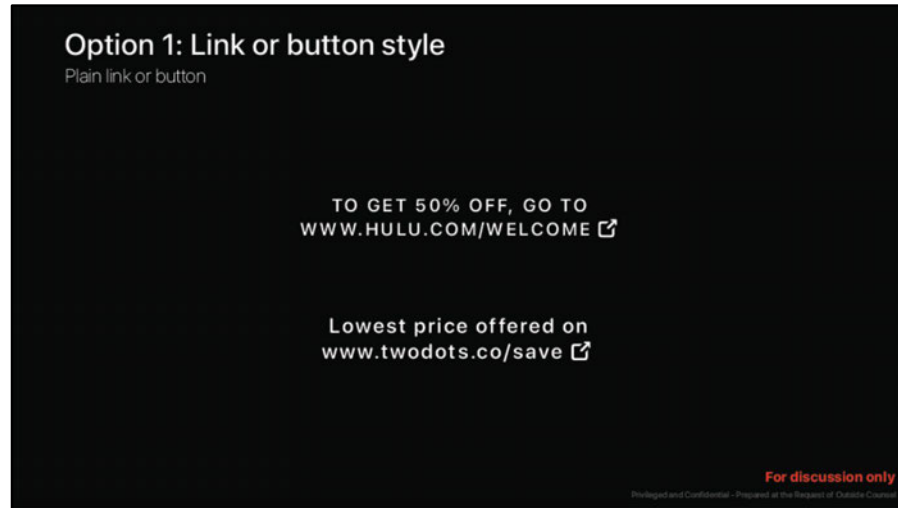 Option 1: Link or button style
Plain link or button
TO GET 50% OFF, GO TO
WWW.HULU.COM/WELCOME
Lowest price offered on
www.twodots.co/save
For discussion only
Privileged and Confidential - Prepared at the Request of Outside Counsel